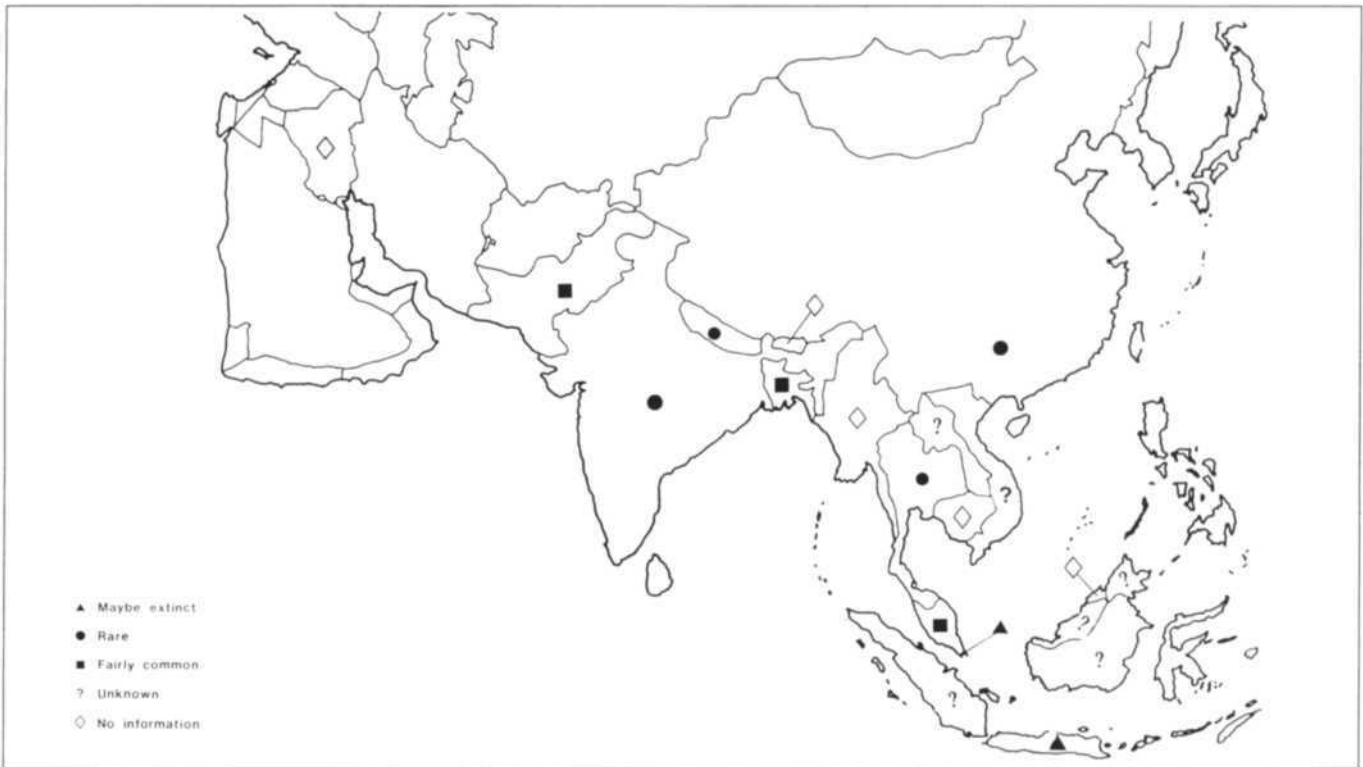 ?
?
?
?
?
?
Maybe extinct
Rare
Fairly common
? Unknown
No information